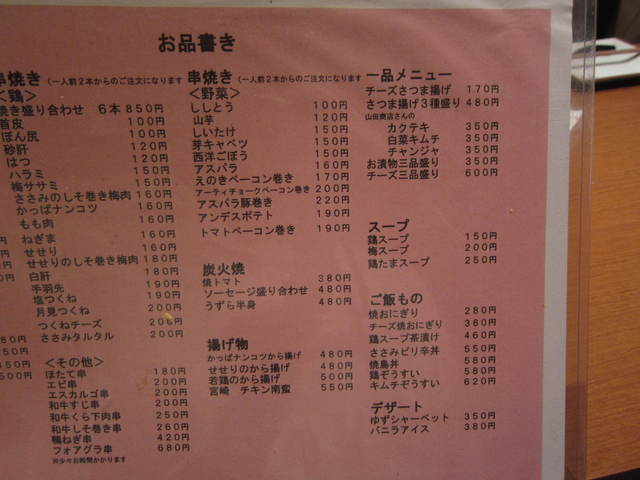 お品書き
串焼き（一人前２本からのご注文になります
＜鶏＞
焼き盛り合わせ ６本 850円
首皮 100円
ぼん尻 100円
砂肝 120円
はつ 120円
ハラミ 150円
梅ササミ 150円
ささみのしそ巻き梅肉 160円
かっぱナンコツ 160円
もも肉 160円
ねぎま 160円
せせり 160円
せせりのしそ巻き梅肉 180円
白肝 180円
手羽先 190円
塩つくね 190円
月見つくね 200円
つくねチーズ 200円
ささみタルタル 200円
＜その他＞
ほたて串 180円
エビ串 200円
エスカルゴ串 200円
和牛すじ串 200円
和牛くら下肉串 250円
和牛しそ巻き串 260円
鴨ねぎ串 420円
フォアグラ串 680円
※少々お時間かかります
串焼き（一人前２本からのご注文になります
＜野菜＞
ししとう 100円
山芋 120円
しいたけ 150円
芽キャベツ 150円
西洋ごぼう 150円
アスパラ 160円
えのきベーコン巻き 170円
アーティチョークベーコン巻き 200円
アスパラ豚巻き 220円
アンデスポテト 190円
トマトベーコン巻き 190円
炭火焼
焼トマト 380円
ソーセージ盛り合わせ 480円
うずら半身 480円
揚げ物
かっぱナンコツから揚げ 480円
せせりのから揚げ 480円
若鶏のから揚げ 500円
宮崎 チキン南蛮 550円
一品メニュー
チーズさつま揚げ 170円
さつま揚げ３種盛り 480円
山田商店さんの
カクテキ 350円
白菜キムチ 350円
チャンジャ 350円
お漬物三品盛り 350円
チーズ三品盛り 600円
スープ
鶏スープ 150円
梅スープ 200円
鶏たまスープ 250円
ご飯もの
焼おにぎり 280円
チーズ焼おにぎり 380円
鶏スープ茶漬け 460円
ささみピリ辛丼 550円
焼鳥丼 580円
鶏ぞうすい 580円
キムチぞうすい 620円
デザート
ゆずシャーベット 350円
バニラアイス 380円